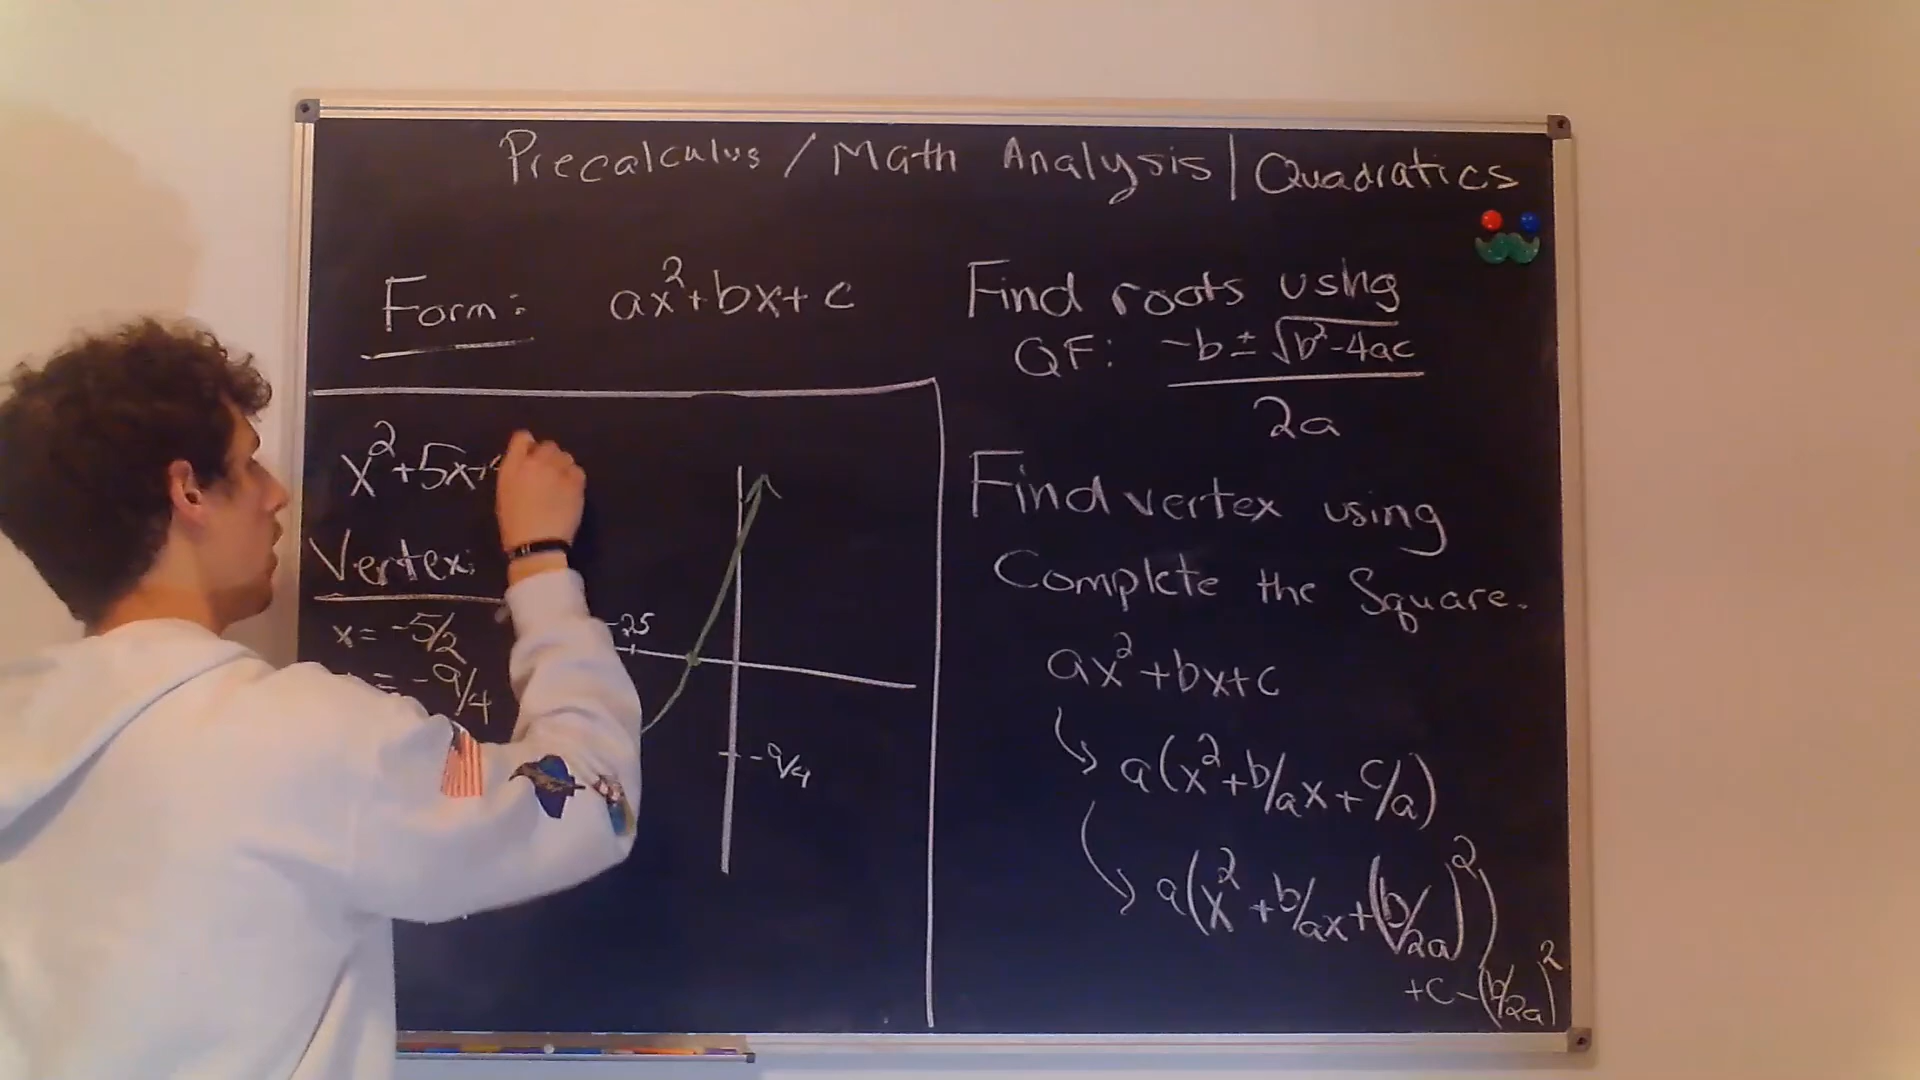 Precalculus / Math Analysis | Quadratics
Form: ax²+bx+c
x²+5x+
Vertex:
x = -5/2
= -9/4
-2.5
-9/4
Find roots using
QF: -b ± √b²-4ac
2a
Find vertex using
Complete the Square.
ax²+bx+c
a(x²+b/ax+c/a)
a(x²+b/ax+(b/2a)²)
+c-(b/2a)²